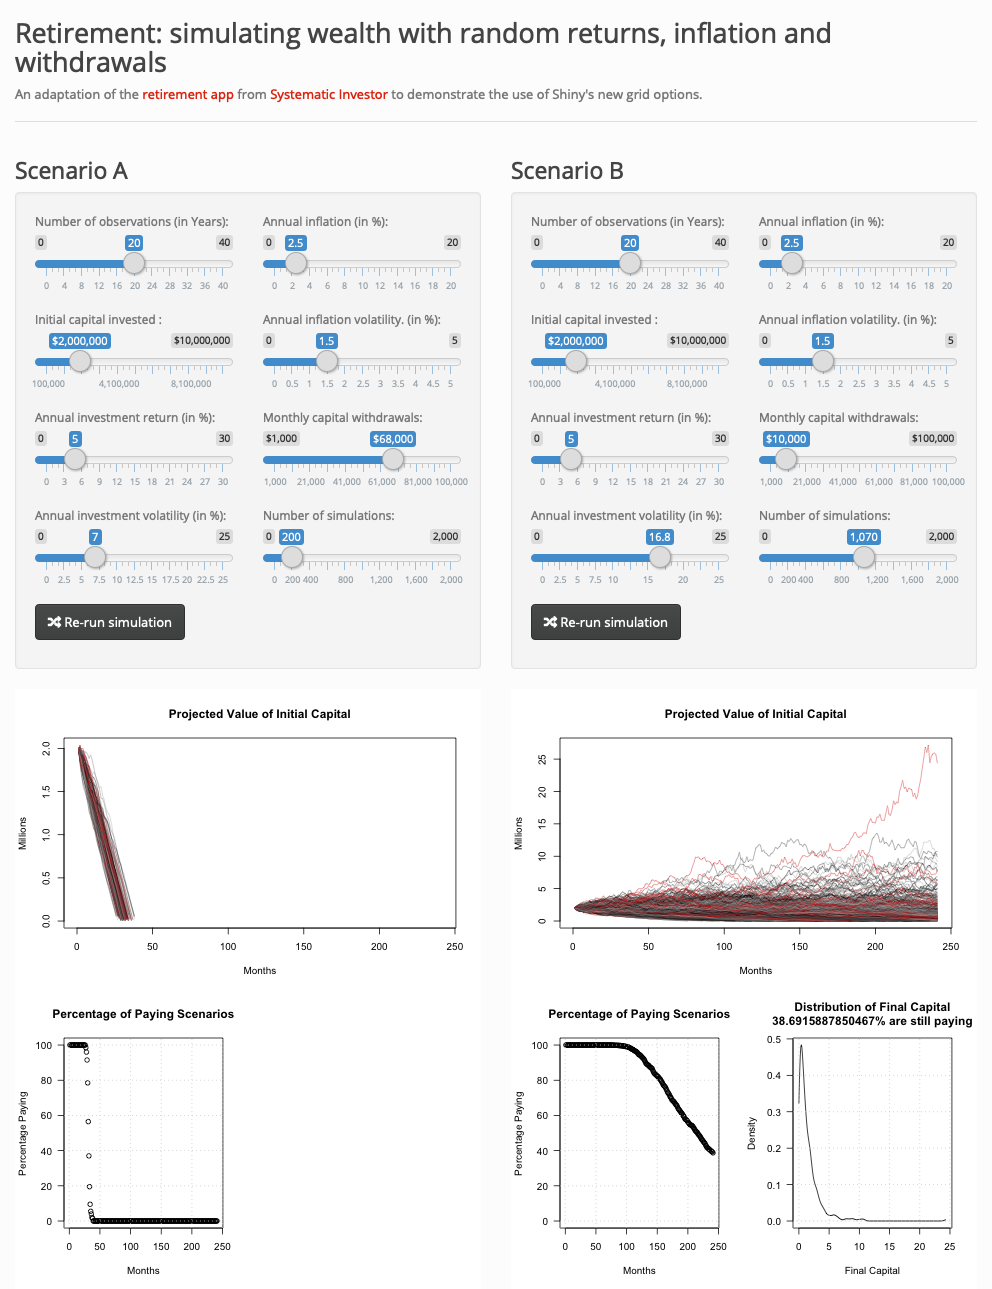 Retirement: simulating wealth with random returns, inflation and
withdrawals
An adaptation of the retirement app from Systematic Investor to demonstrate the use of Shiny's new grid options.
Scenario A
Number of observations (in Years):
0 20 40
0 4 8 12 16 20 24 28 32 36 40
Annual inflation (in %):
0 2.5 20
0 2 4 6 8 10 12 14 16 18 20
Initial capital invested :
$2,000,000 $10,000,000
100,000 4,100,000 8,100,000
Annual inflation volatility. (in %):
0 1.5 5
0 0.5 1 1.5 2 2.5 3 3.5 4 4.5 5
Annual investment return (in %):
0 5 30
0 3 6 9 12 15 18 21 24 27 30
Monthly capital withdrawals:
$1,000 $68,000
1,000 21,000 41,000 61,000 81,000 100,000
Annual investment volatility (in %):
0 7 25
0 2.5 5 7.5 10 12.5 15 17.5 20 22.5 25
Number of simulations:
0 200 2,000
0 200 400 800 1,200 1,600 2,000
Re-run simulation
Scenario B
Number of observations (in Years):
0 20 40
0 4 8 12 16 20 24 28 32 36 40
Annual inflation (in %):
0 2.5 20
0 2 4 6 8 10 12 14 16 18 20
Initial capital invested :
$2,000,000 $10,000,000
100,000 4,100,000 8,100,000
Annual inflation volatility. (in %):
0 1.5 5
0 0.5 1 1.5 2 2.5 3 3.5 4 4.5 5
Annual investment return (in %):
0 5 30
0 3 6 9 12 15 18 21 24 27 30
Monthly capital withdrawals:
$10,000 $100,000
1,000 21,000 41,000 61,000 81,000 100,000
Annual investment volatility (in %):
0 16.8 25
0 2.5 5 7.5 10 15 20 25
Number of simulations:
0 1,070 2,000
0 200 400 800 1,200 1,600 2,000
Re-run simulation
Projected Value of Initial Capital
Millions
2.0
1.5
1.0
0.5
0.0
0 50 100 150 200 250
Months
Projected Value of Initial Capital
Millions
25
20
15
10
5
0
0 50 100 150 200 250
Months
Percentage of Paying Scenarios
Percentage Paying
100
80
60
40
20
0
0 50 100 150 200 250
Months
Percentage of Paying Scenarios
Percentage Paying
100
80
60
40
20
0
0 50 100 150 200 250
Months
Distribution of Final Capital
38.6915887850467% are still paying
Density
0.5
0.4
0.3
0.2
0.1
0.0
0 5 10 15 20 25
Final Capital